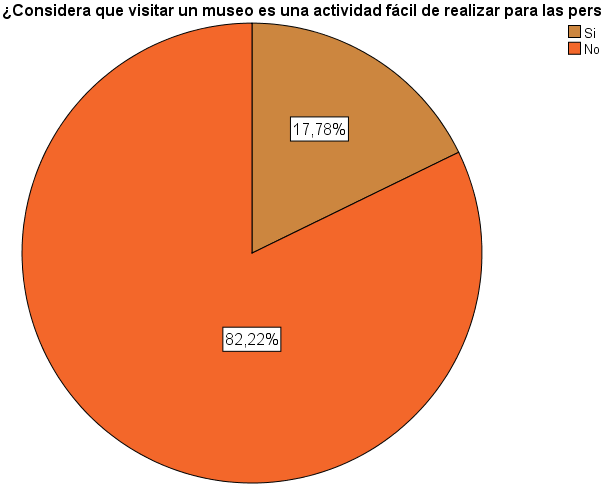 ¿Considera que visitar un museo es una actividad fácil de realizar para las pers
Si
No
17,78%
82,22%